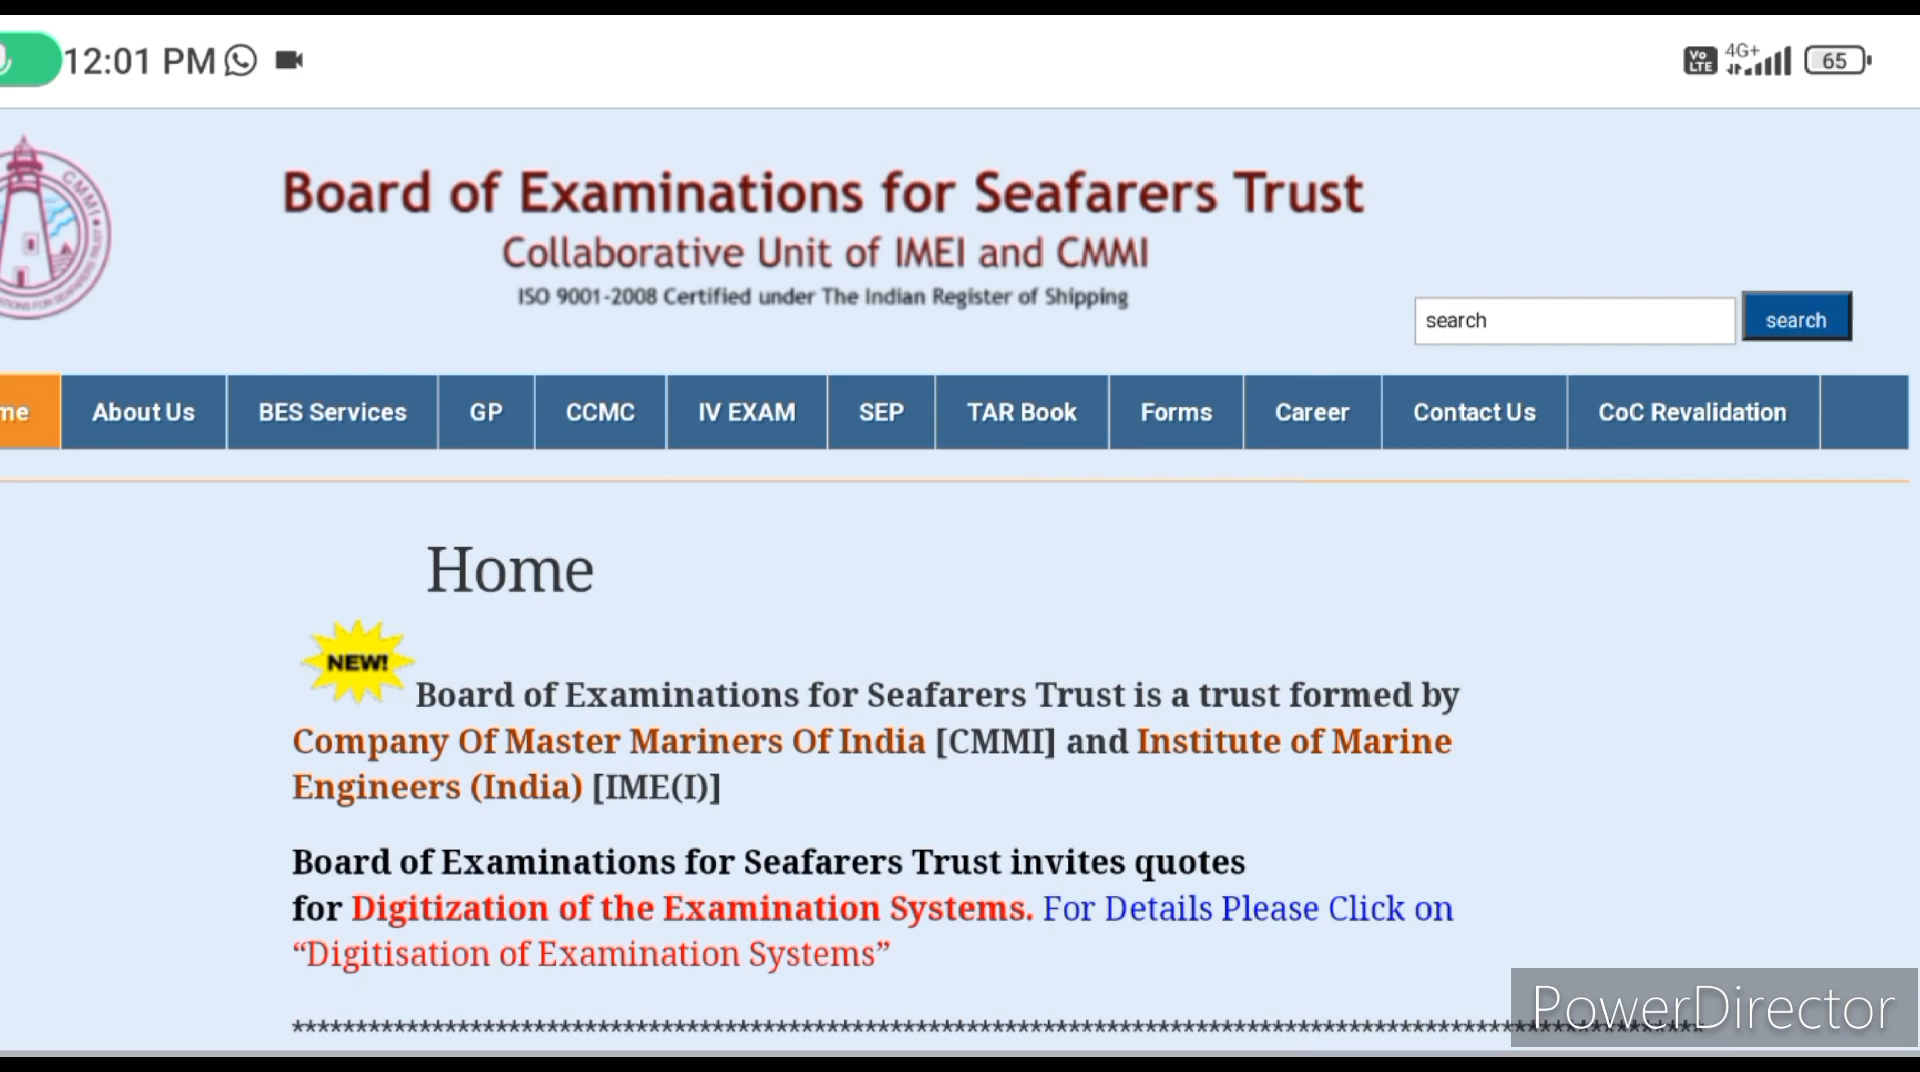 12:01 PM
Vo LTE 4G+ 65
CMMI
Board of Examinations for Seafarers Trust
Collaborative Unit of IMEI and CMMI
ISO 9001-2008 Certified under The Indian Register of Shipping
search search
me About Us BES Services GP CCMC IV EXAM SEP TAR Book Forms Career Contact Us CoC Revalidation
Home
NEW!
Board of Examinations for Seafarers Trust is a trust formed by
Company Of Master Mariners Of India [CMMI] and Institute of Marine
Engineers (India) [IME(I)]
Board of Examinations for Seafarers Trust invites quotes
for Digitization of the Examination Systems. For Details Please Click on
“Digitisation of Examination Systems”
PowerDirector